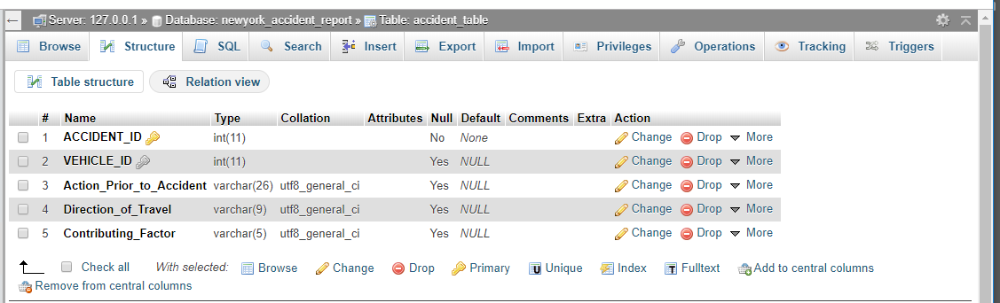 Server: 127.0.0.1 » Database: newyork_accident_report » Table: accident_table
Browse Structure SQL Search Insert Export Import Privileges Operations Tracking Triggers
Table structure Relation view
# Name Type Collation Attributes Null Default Comments Extra Action
1 ACCIDENT_ID int(11) No None Change Drop More
2 VEHICLE_ID int(11) Yes NULL Change Drop More
3 Action_Prior_to_Accident varchar(26) utf8_general_ci Yes NULL Change Drop More
4 Direction_of_Travel varchar(9) utf8_general_ci Yes NULL Change Drop More
5 Contributing_Factor varchar(5) utf8_general_ci Yes NULL Change Drop More
Check all With selected: Browse Change Drop Primary Unique Index Fulltext Add to central columns
Remove from central columns